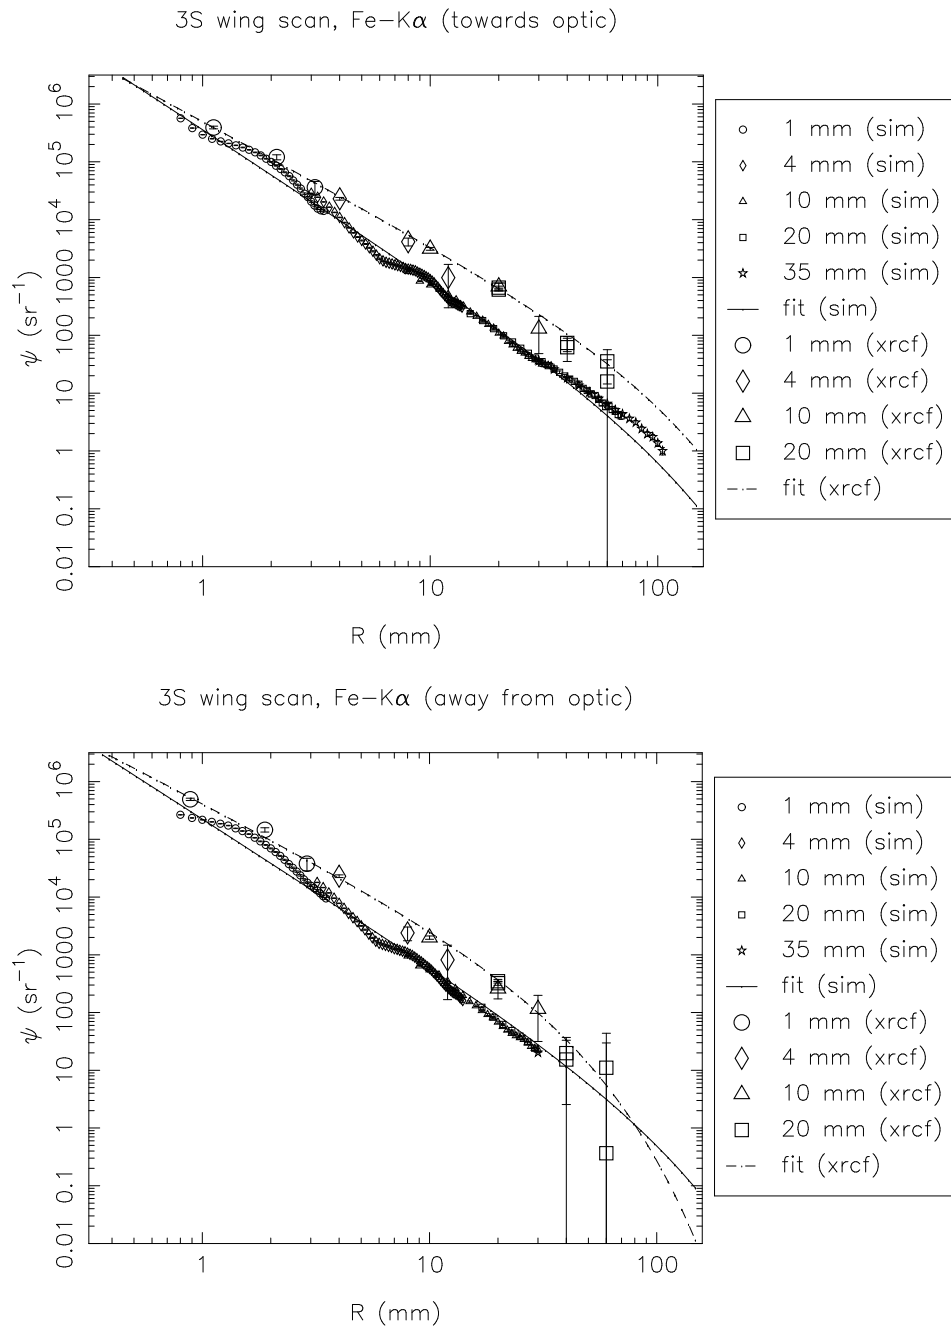 3S wing scan, Fe−Kα (towards optic)
10⁶
10⁵
10⁴
1000
100
10
1
0.1
0.01
ψ (sr⁻¹)
1 10 100
R (mm)
1 mm (sim)
4 mm (sim)
10 mm (sim)
20 mm (sim)
35 mm (sim)
fit (sim)
1 mm (xrcf)
4 mm (xrcf)
10 mm (xrcf)
20 mm (xrcf)
fit (xrcf)
3S wing scan, Fe−Kα (away from optic)
10⁶
10⁵
10⁴
1000
100
10
1
0.1
0.01
ψ (sr⁻¹)
1 10 100
R (mm)
1 mm (sim)
4 mm (sim)
10 mm (sim)
20 mm (sim)
35 mm (sim)
fit (sim)
1 mm (xrcf)
4 mm (xrcf)
10 mm (xrcf)
20 mm (xrcf)
fit (xrcf)